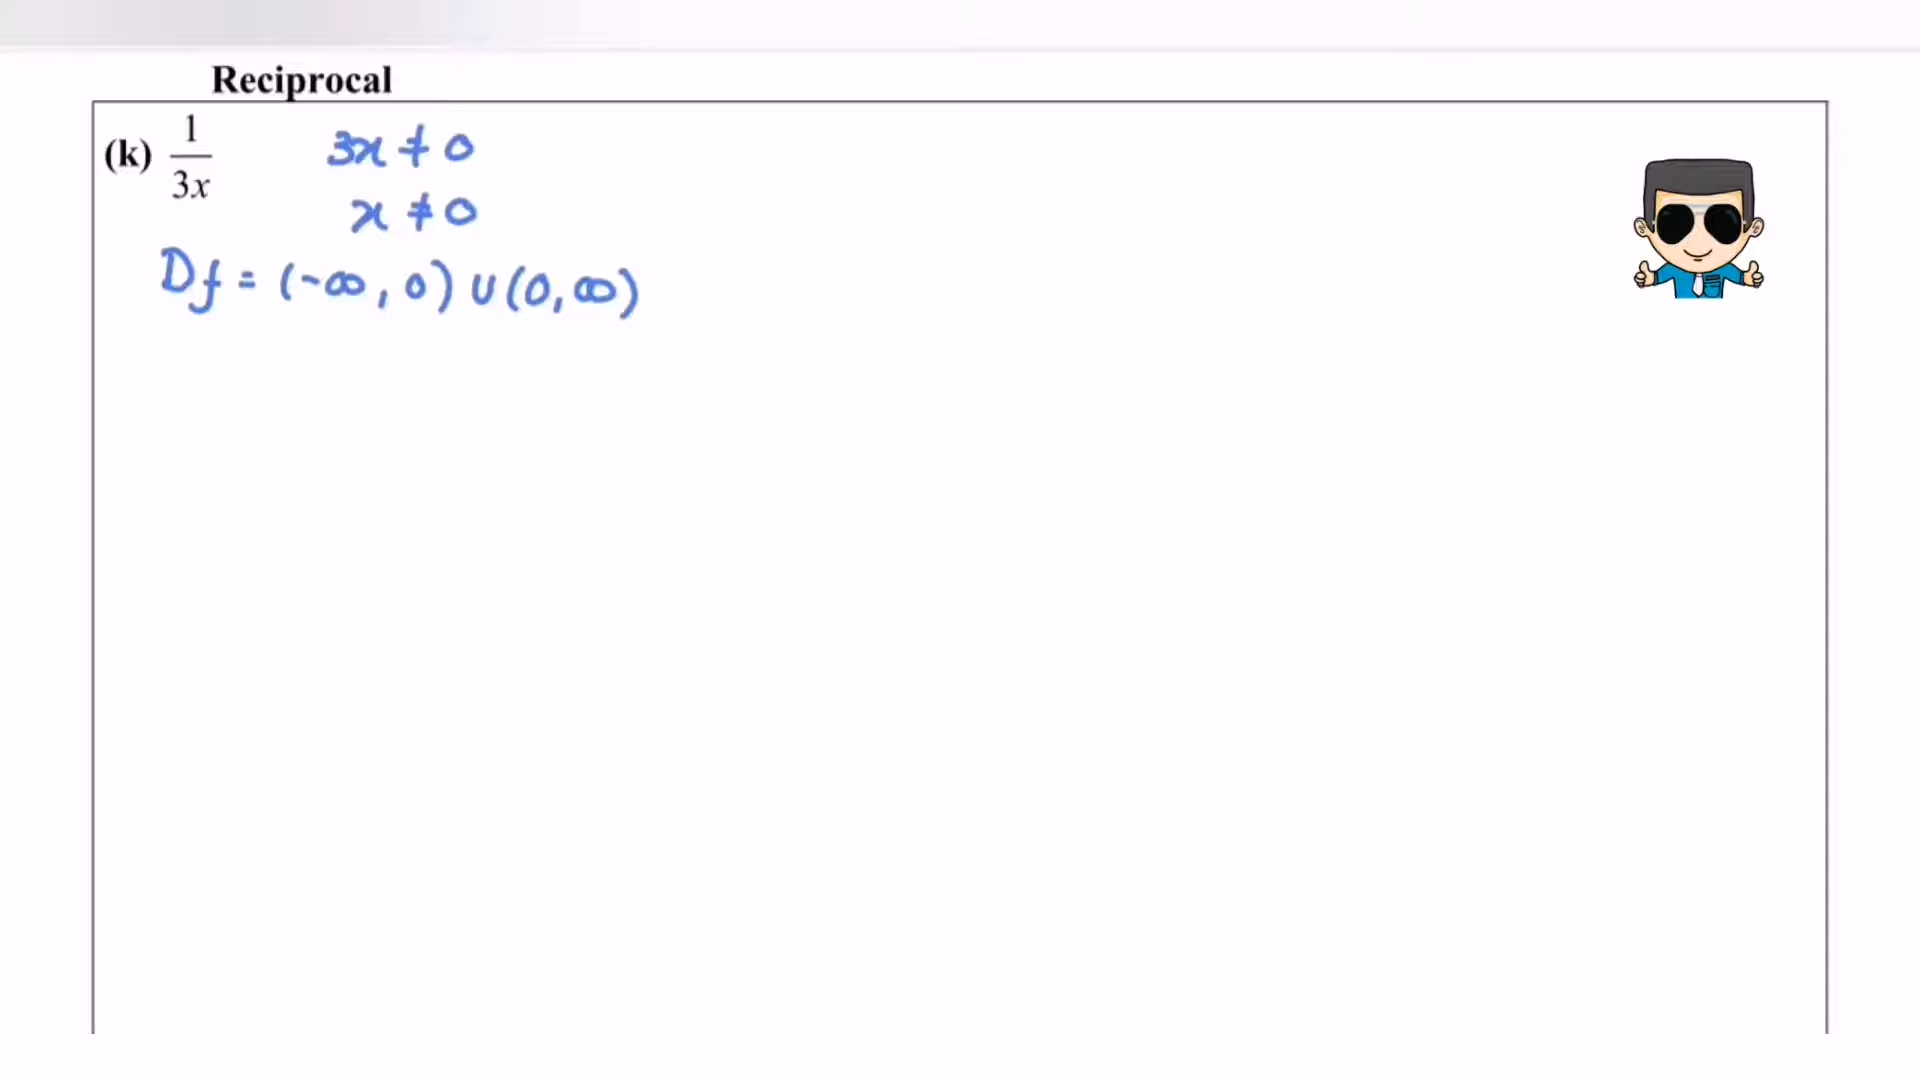 Reciprocal
(k) 1/3x 3x ≠ 0
x ≠ 0
Df = (-∞, 0) ∪ (0, ∞)